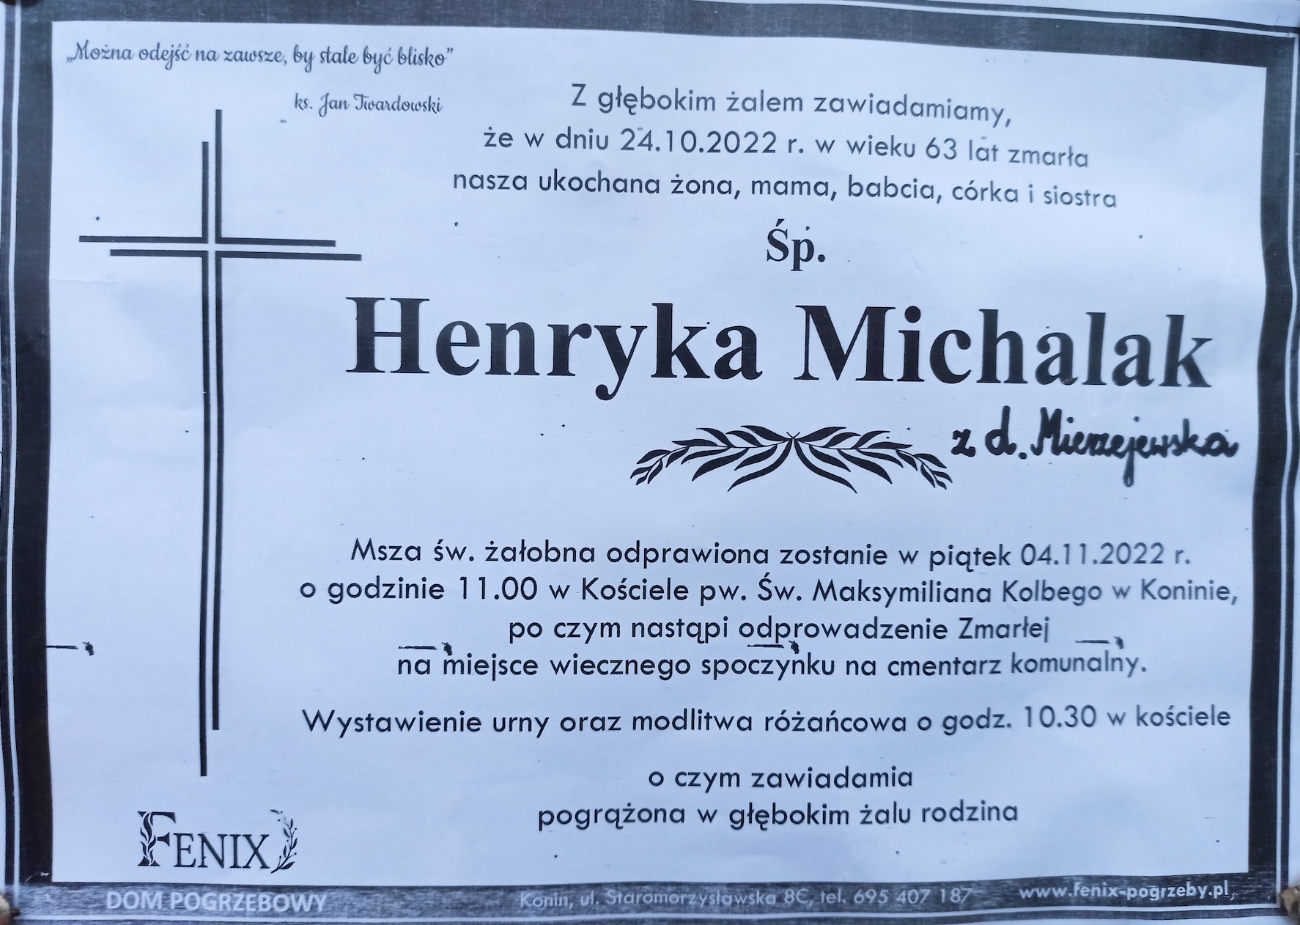 „Można odejść na zawsze, by stale być blisko”
ks. Jan Twardowski
Z głębokim żalem zawiadamiamy,
że w dniu 24.10.2022 r. w wieku 63 lat zmarła
nasza ukochana żona, mama, babcia, córka i siostra
Śp.
Henryka Michalak
z d. Mierzejewska
Msza św. żałobna odprawiona zostanie w piątek 04.11.2022 r.
o godzinie 11.00 w Kościele pw. Św. Maksymiliana Kolbego w Koninie,
po czym nastąpi odprowadzenie Zmarłej
na miejsce wiecznego spoczynku na cmentarz komunalny.
Wystawienie urny oraz modlitwa różańcowa o godz. 10.30 w kościele
o czym zawiadamia
pogrążona w głębokim żalu rodzina
FENIX
DOM POGRZEBOWY
Konin, ul. Staromorzysławska 8C, tel. 695 407 187
www.fenix-pogrzeby.pl